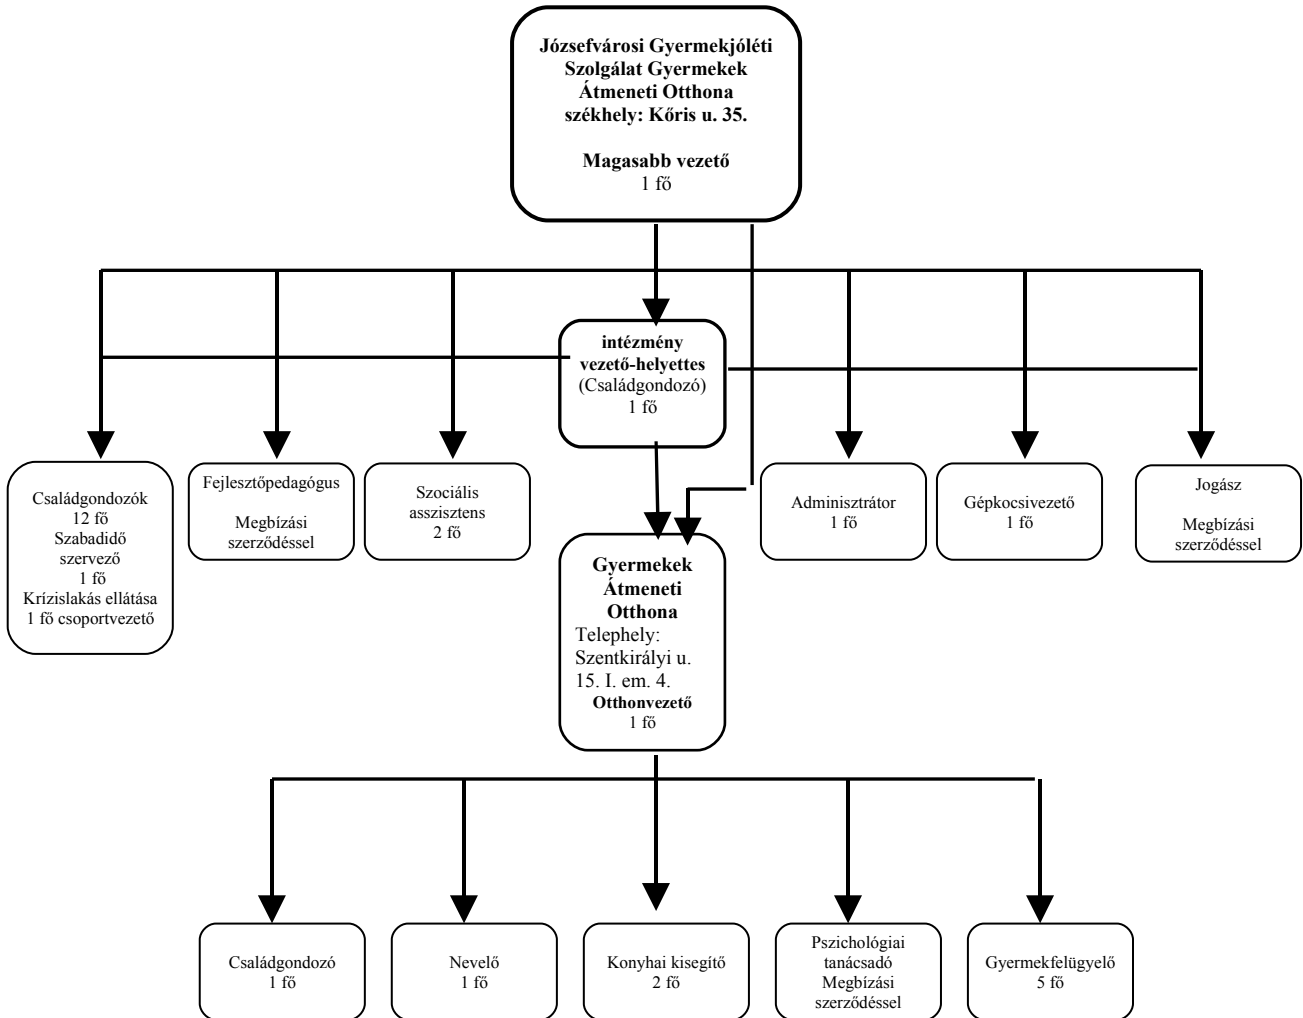 Józsefvárosi Gyermekjóléti
Szolgálat Gyermekek
Átmeneti Otthona
székhely: Kőris u. 35.
Magasabb vezető
1 fő
intézmény
vezető-helyettes
(Családgondozó)
1 fő
Családgondozók
12 fő
Szabadidő
szervező
1 fő
Krízislakás ellátása
1 fő csoportvezető
Fejlesztőpedagógus
Megbízási
szerződéssel
Szociális
asszisztens
2 fő
Adminisztrátor
1 fő
Gépkocsivezető
1 fő
Jogász
Megbízási
szerződéssel
Gyermekek
Átmeneti
Otthona
Telephely:
Szentkirályi u.
15. I. em. 4.
Otthonvezető
1 fő
Családgondozó
1 fő
Nevelő
1 fő
Konyhai kisegítő
2 fő
Pszichológiai
tanácsadó
Megbízási
szerződéssel
Gyermekfelügyelő
5 fő